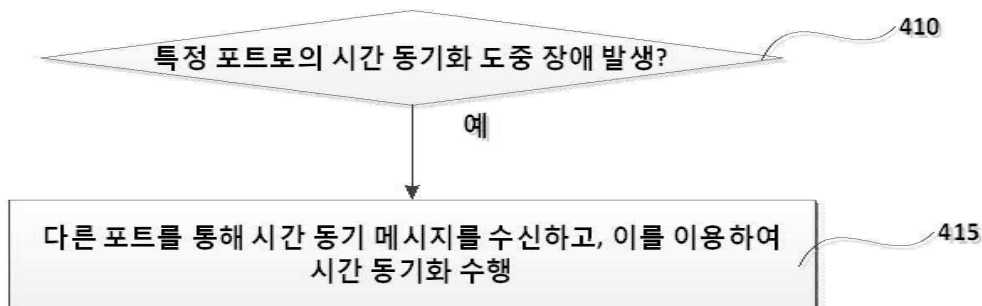 특정 포트로의 시간 동기화 도중 장애 발생?
410
예
다른 포트를 통해 시간 동기 메시지를 수신하고, 이를 이용하여
시간 동기화 수행
415